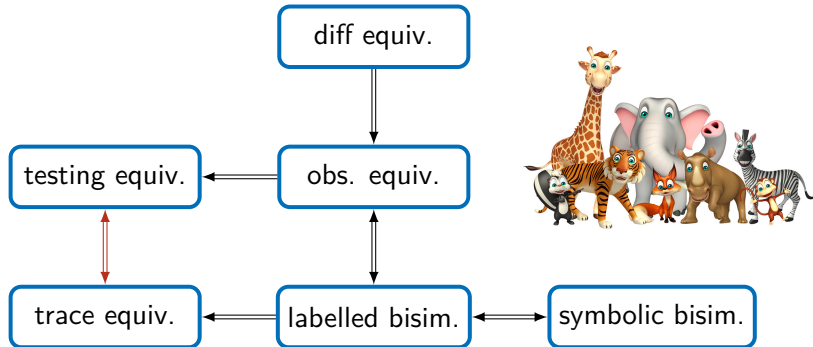 diff equiv.
testing equiv.
obs. equiv.
trace equiv.
labelled bisim.
symbolic bisim.